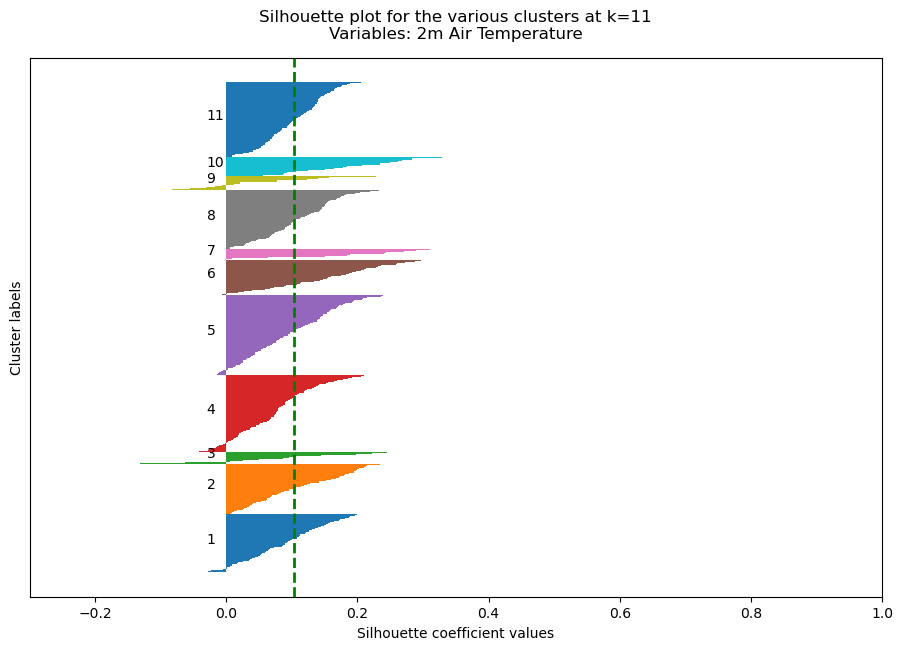 Silhouette plot for the various clusters at k=11
Variables: 2m Air Temperature
Cluster labels
11
10
9
8
7
6
5
4
3
2
1
−0.2 0.0 0.2 0.4 0.6 0.8 1.0
Silhouette coefficient values